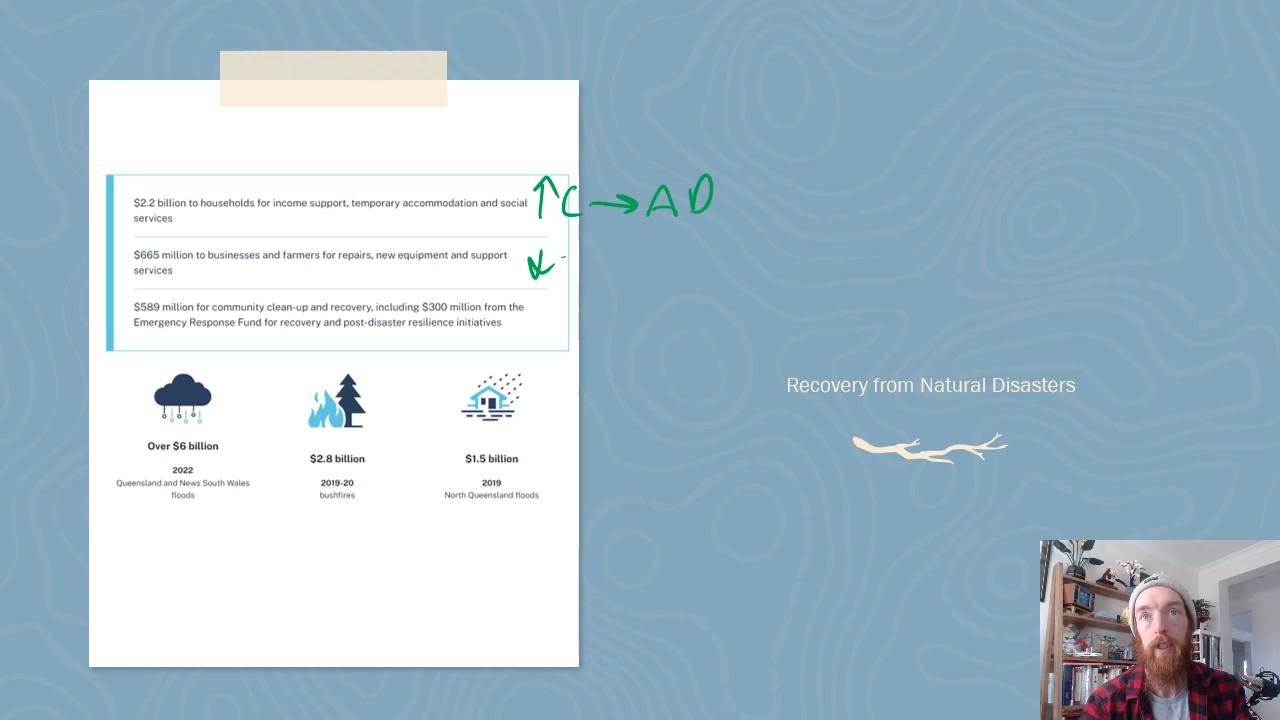 $2.2 billion to households for income support, temporary accommodation and social
services
↑C → AD
$665 million to businesses and farmers for repairs, new equipment and support
services
$589 million for community clean-up and recovery, including $300 million from the
Emergency Response Fund for recovery and post-disaster resilience initiatives
Over $6 billion
2022
Queensland and News South Wales
floods
$2.8 billion
2019-20
bushfires
$1.5 billion
2019
North Queensland floods
Recovery from Natural Disasters